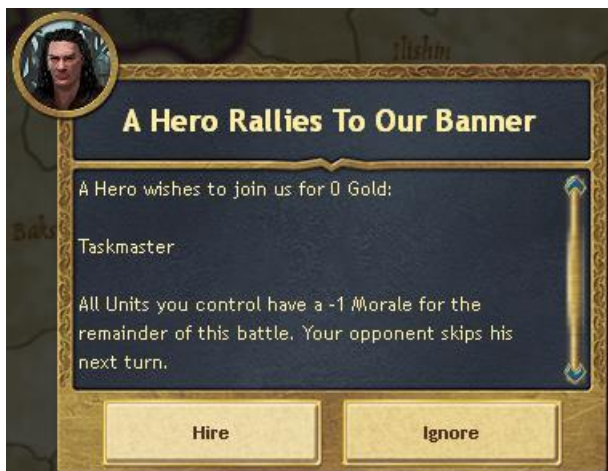 Ilishin
A Hero Rallies To Our Banner
A Hero wishes to join us for 0 Gold:
Taskmaster
All Units you control have a -1 Morale for the
remainder of this battle. Your opponent skips his
next turn.
Hire Ignore